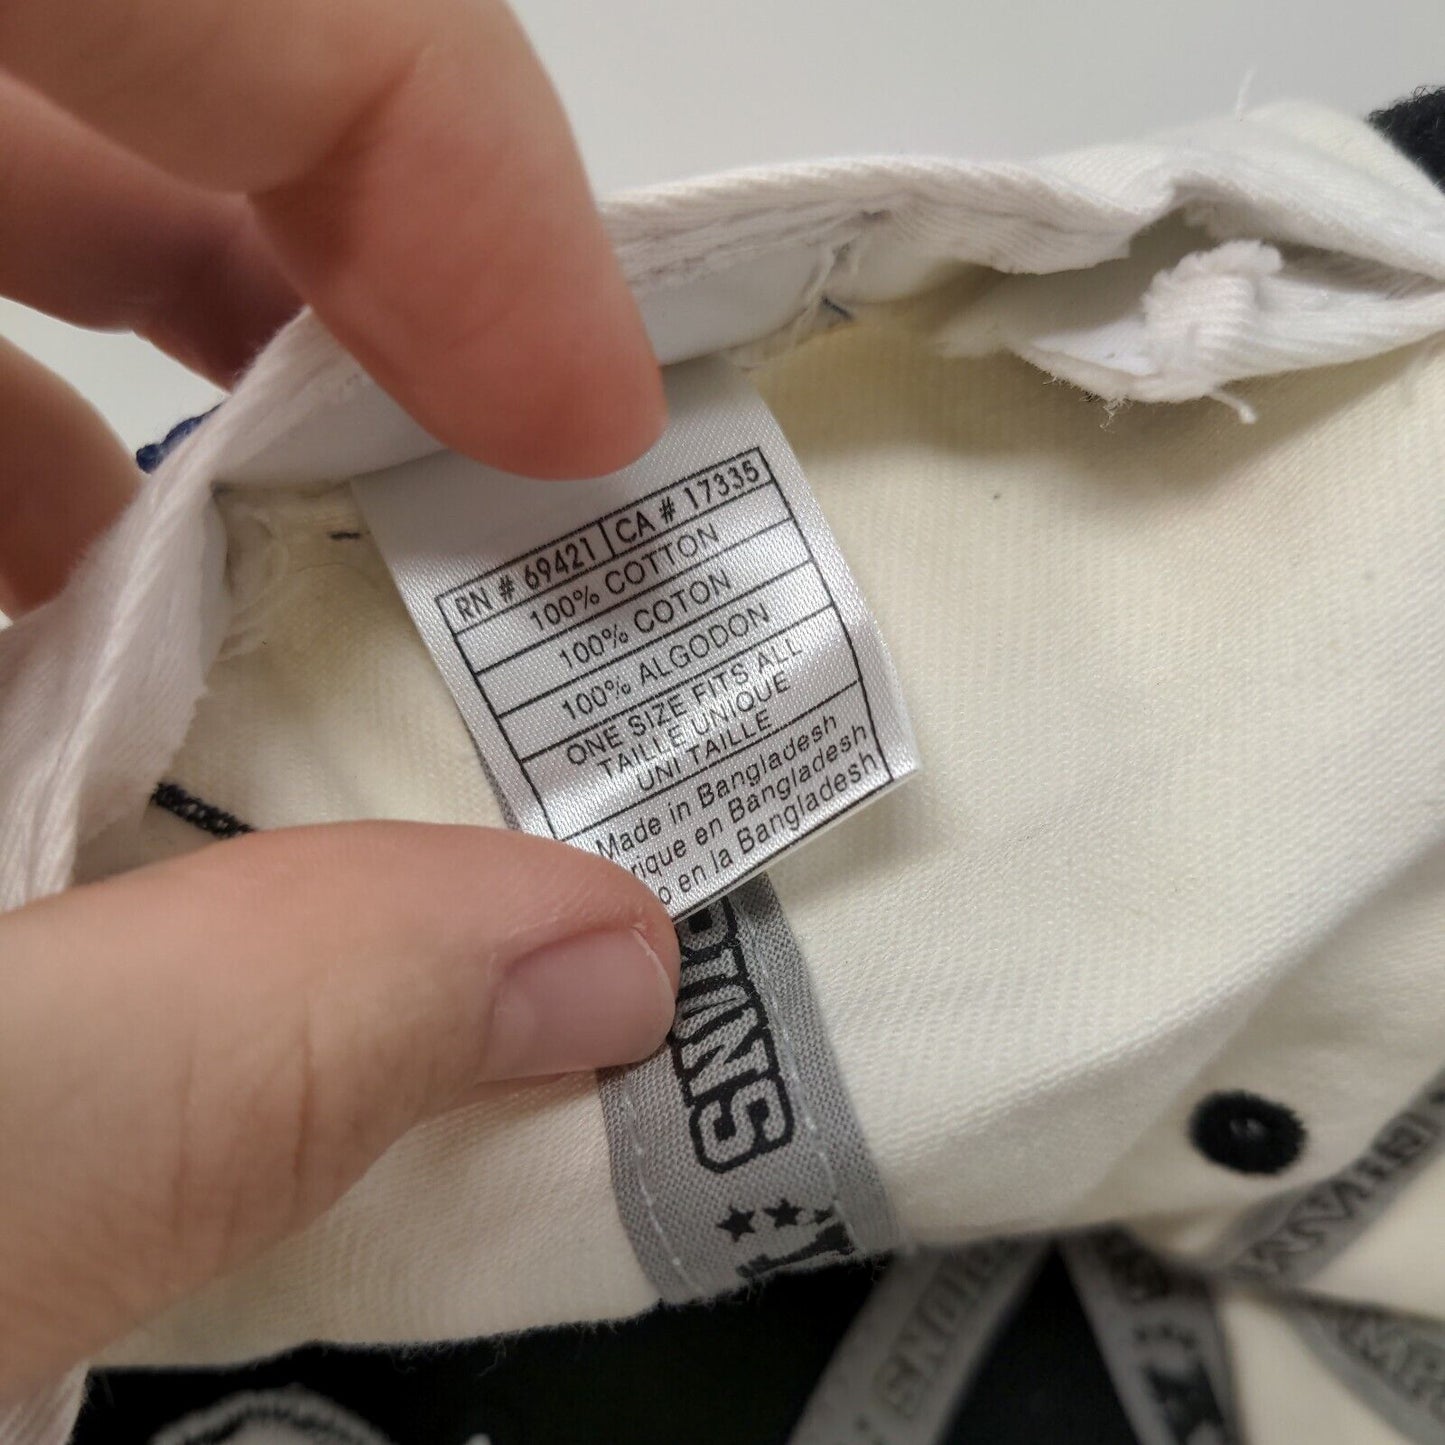 RN # 69421 CA # 17335
100% COTTON
100% COTON
100% ALGODON
ONE SIZE FITS ALL
TAILLE UNIQUE
UNI TAILLE
Made in Bangladesh
rique en Bangladesh
o en la Bangladesh